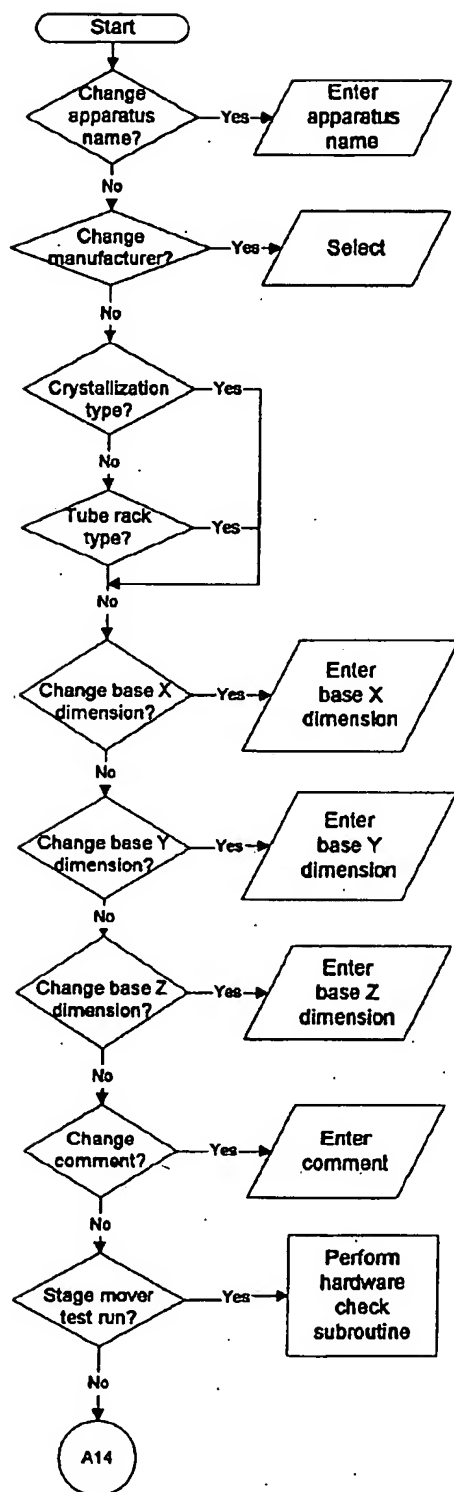 Start
Change
apparatus
name?
Yes
Enter
apparatus
name
No
Change
manufacturer?
Yes
Select
No
Crystallization
type?
Yes
No
Tube rack
type?
Yes
No
Change base X
dimension?
Yes
Enter
base X
dimension
No
Change base Y
dimension?
Yes
Enter
base Y
dimension
No
Change base Z
dimension?
Yes
Enter
base Z
dimension
No
Change
comment?
Yes
Enter
comment
No
Stage mover
test run?
Yes
Perform
hardware
check
subroutine
No
A14